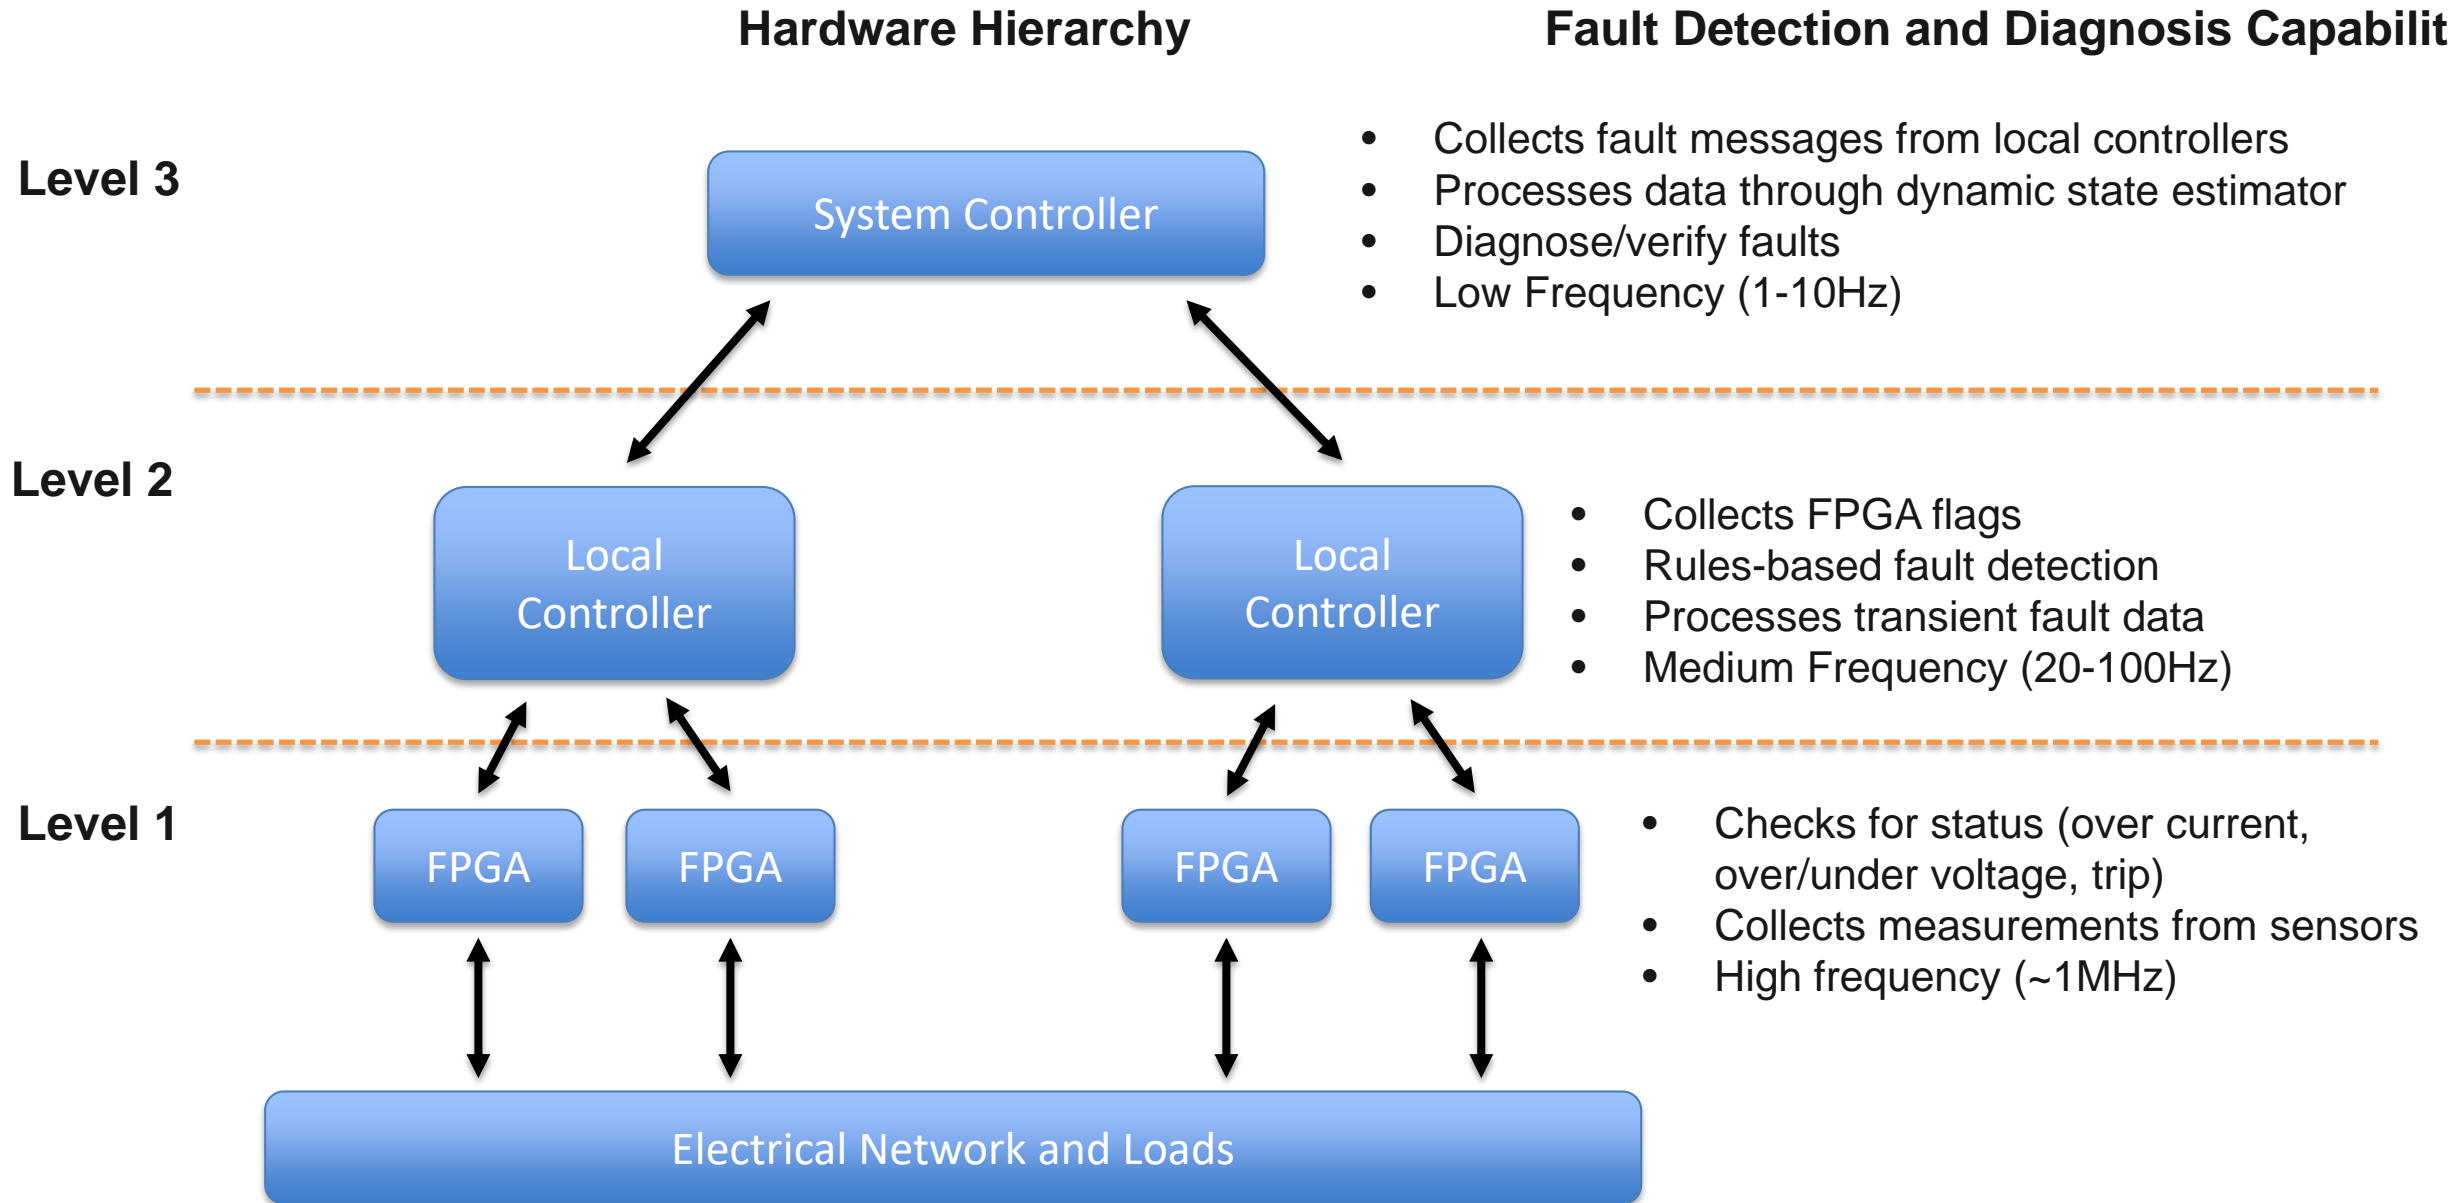 Hardware Hierarchy
Fault Detection and Diagnosis Capabilit
Level 3
System Controller
• Collects fault messages from local controllers
• Processes data through dynamic state estimator
• Diagnose/verify faults
• Low Frequency (1-10Hz)
Level 2
Local
Controller
Local
Controller
• Collects FPGA flags
• Rules-based fault detection
• Processes transient fault data
• Medium Frequency (20-100Hz)
Level 1
FPGA
FPGA
FPGA
FPGA
• Checks for status (over current,
over/under voltage, trip)
• Collects measurements from sensors
• High frequency (~1MHz)
Electrical Network and Loads